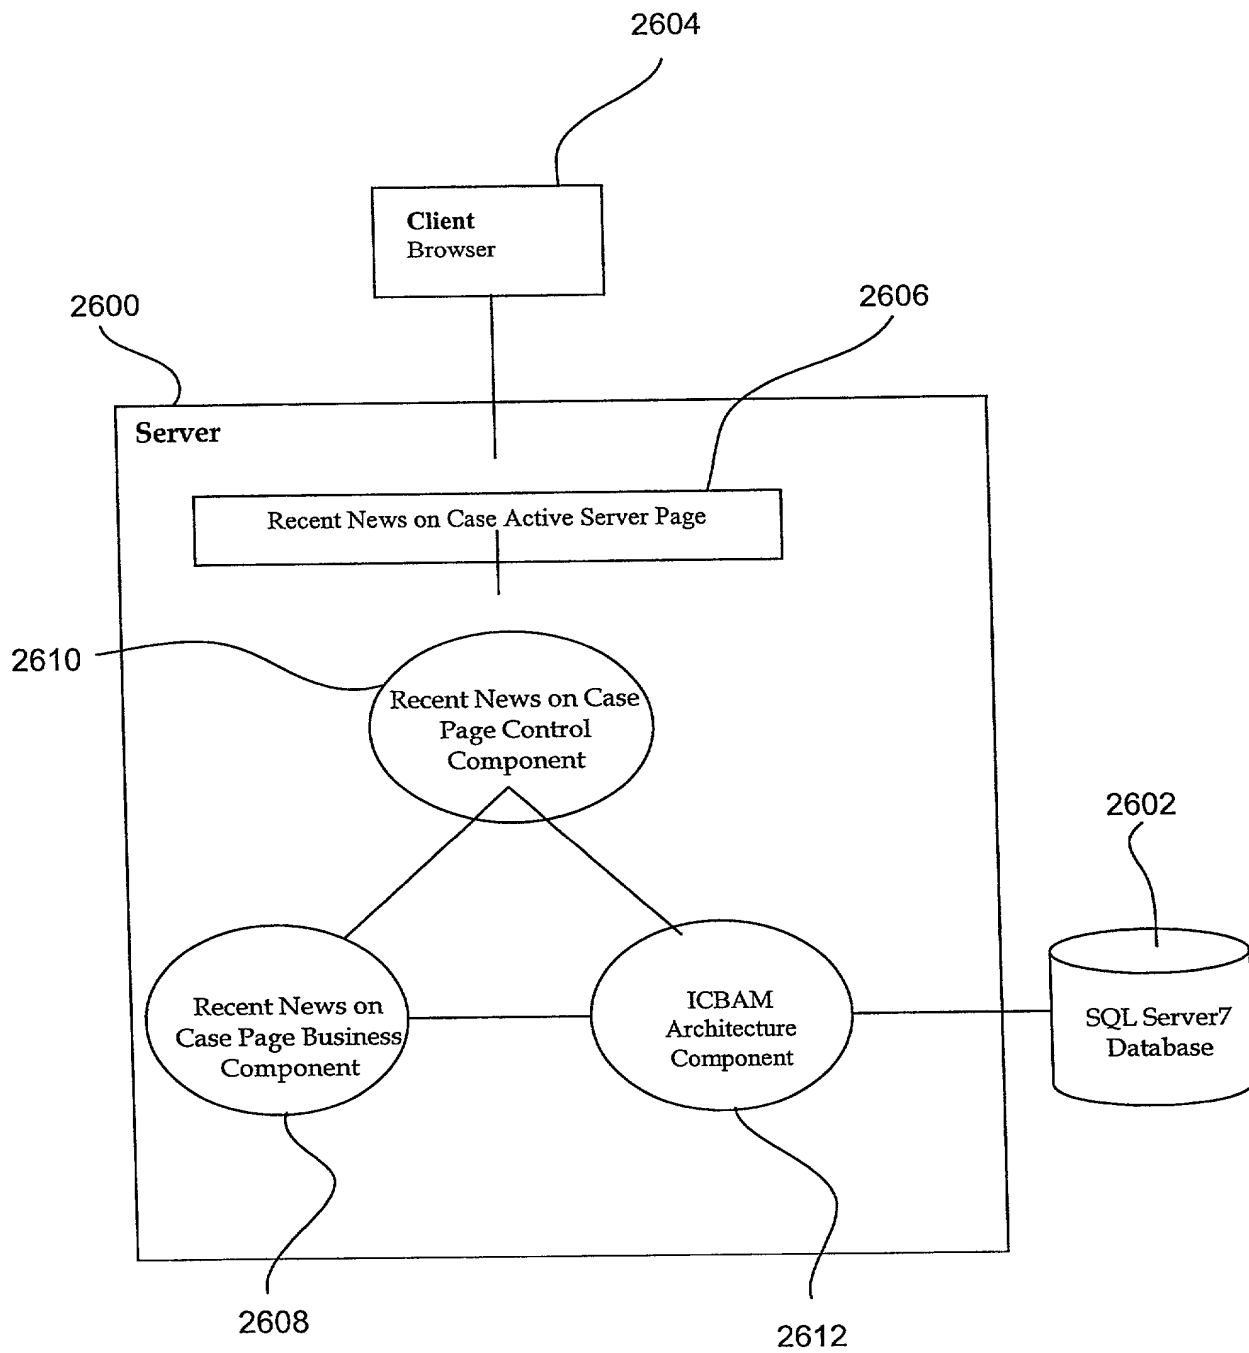 2604
Client
Browser
2600
2606
Server
Recent News on Case Active Server Page
2610
Recent News on Case
Page Control
Component
2602
Recent News on
Case Page Business
Component
ICBAM
Architecture
Component
SQL Server7
Database
2608
2612